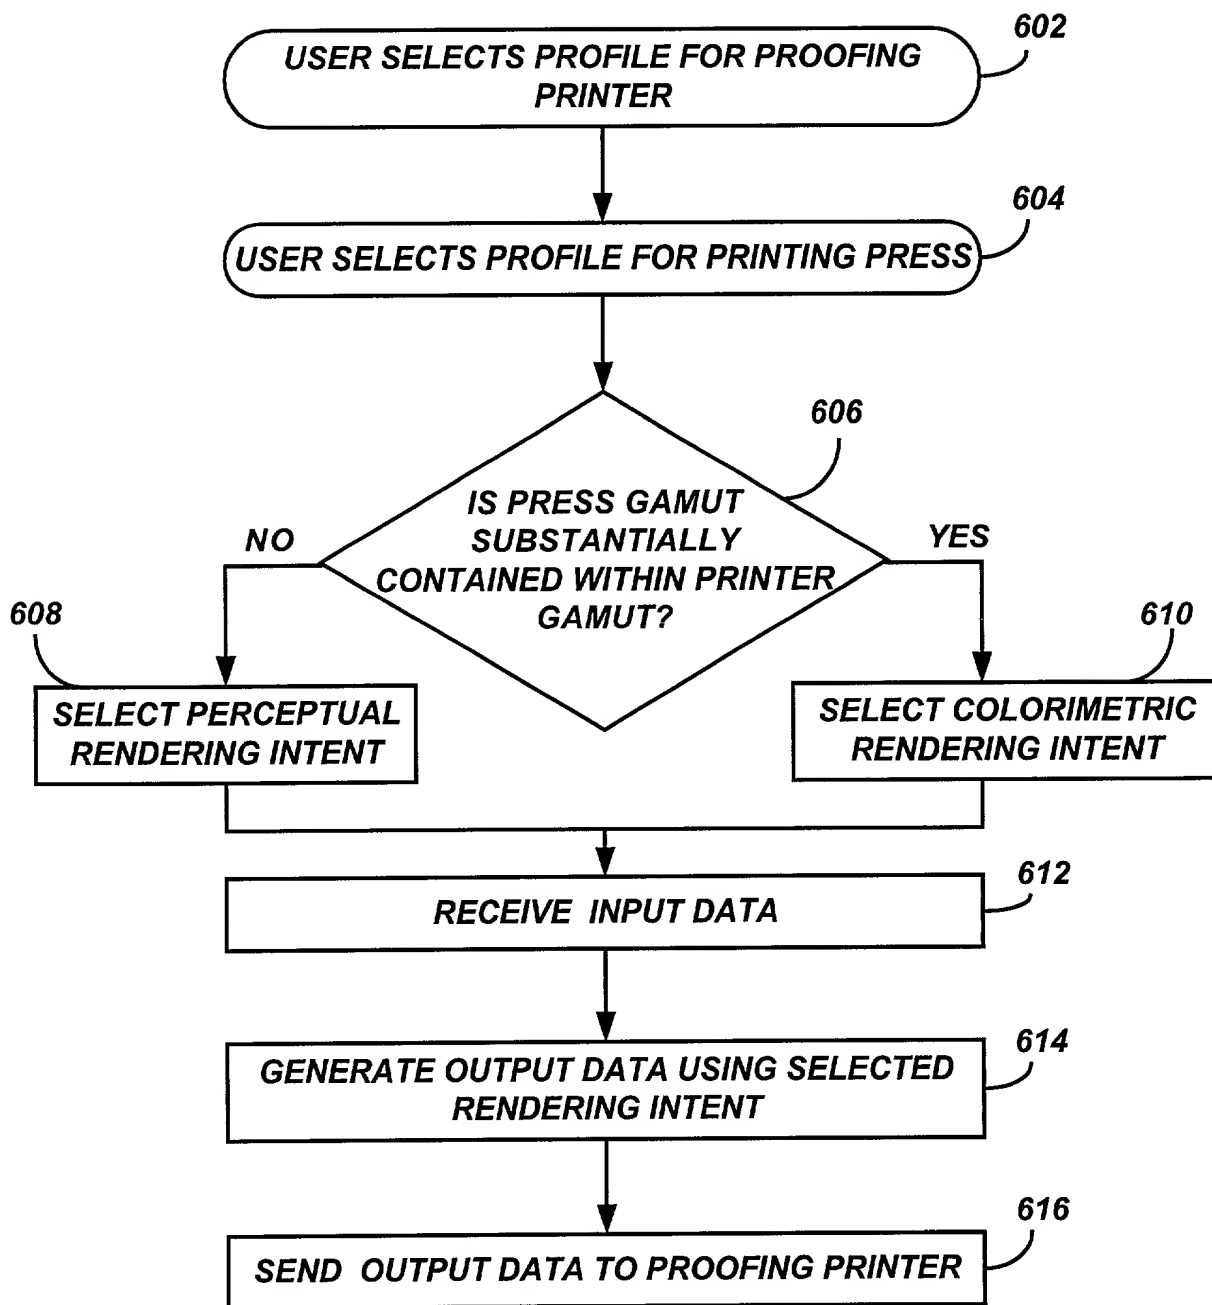 602
USER SELECTS PROFILE FOR PROOFING
PRINTER
604
USER SELECTS PROFILE FOR PRINTING PRESS
606
IS PRESS GAMUT
SUBSTANTIALLY
CONTAINED WITHIN PRINTER
GAMUT?
NO
YES
608
SELECT PERCEPTUAL
RENDERING INTENT
610
SELECT COLORIMETRIC
RENDERING INTENT
612
RECEIVE INPUT DATA
614
GENERATE OUTPUT DATA USING SELECTED
RENDERING INTENT
616
SEND OUTPUT DATA TO PROOFING PRINTER